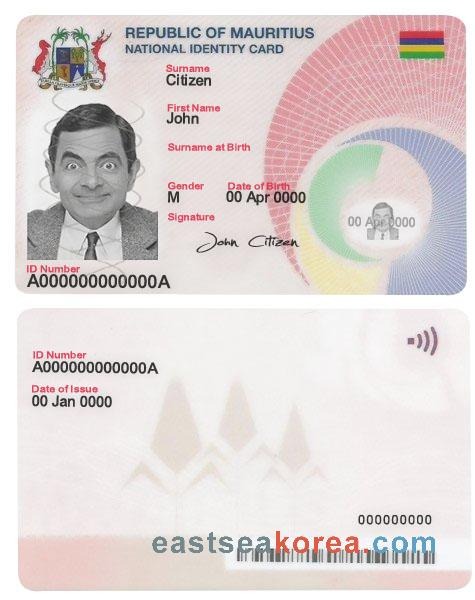 REPUBLIC OF MAURITIUS
NATIONAL IDENTITY CARD
Surname
Citizen
First Name
John
Surname at Birth
Gender
Date of Birth
M
00 Apr 0000
00 Apr 0000
Signature
John Citizen
ID Number
A000000000000A
ID Number
A000000000000A
Date of Issue
00 Jan 0000
000000000
eastseakorea.com